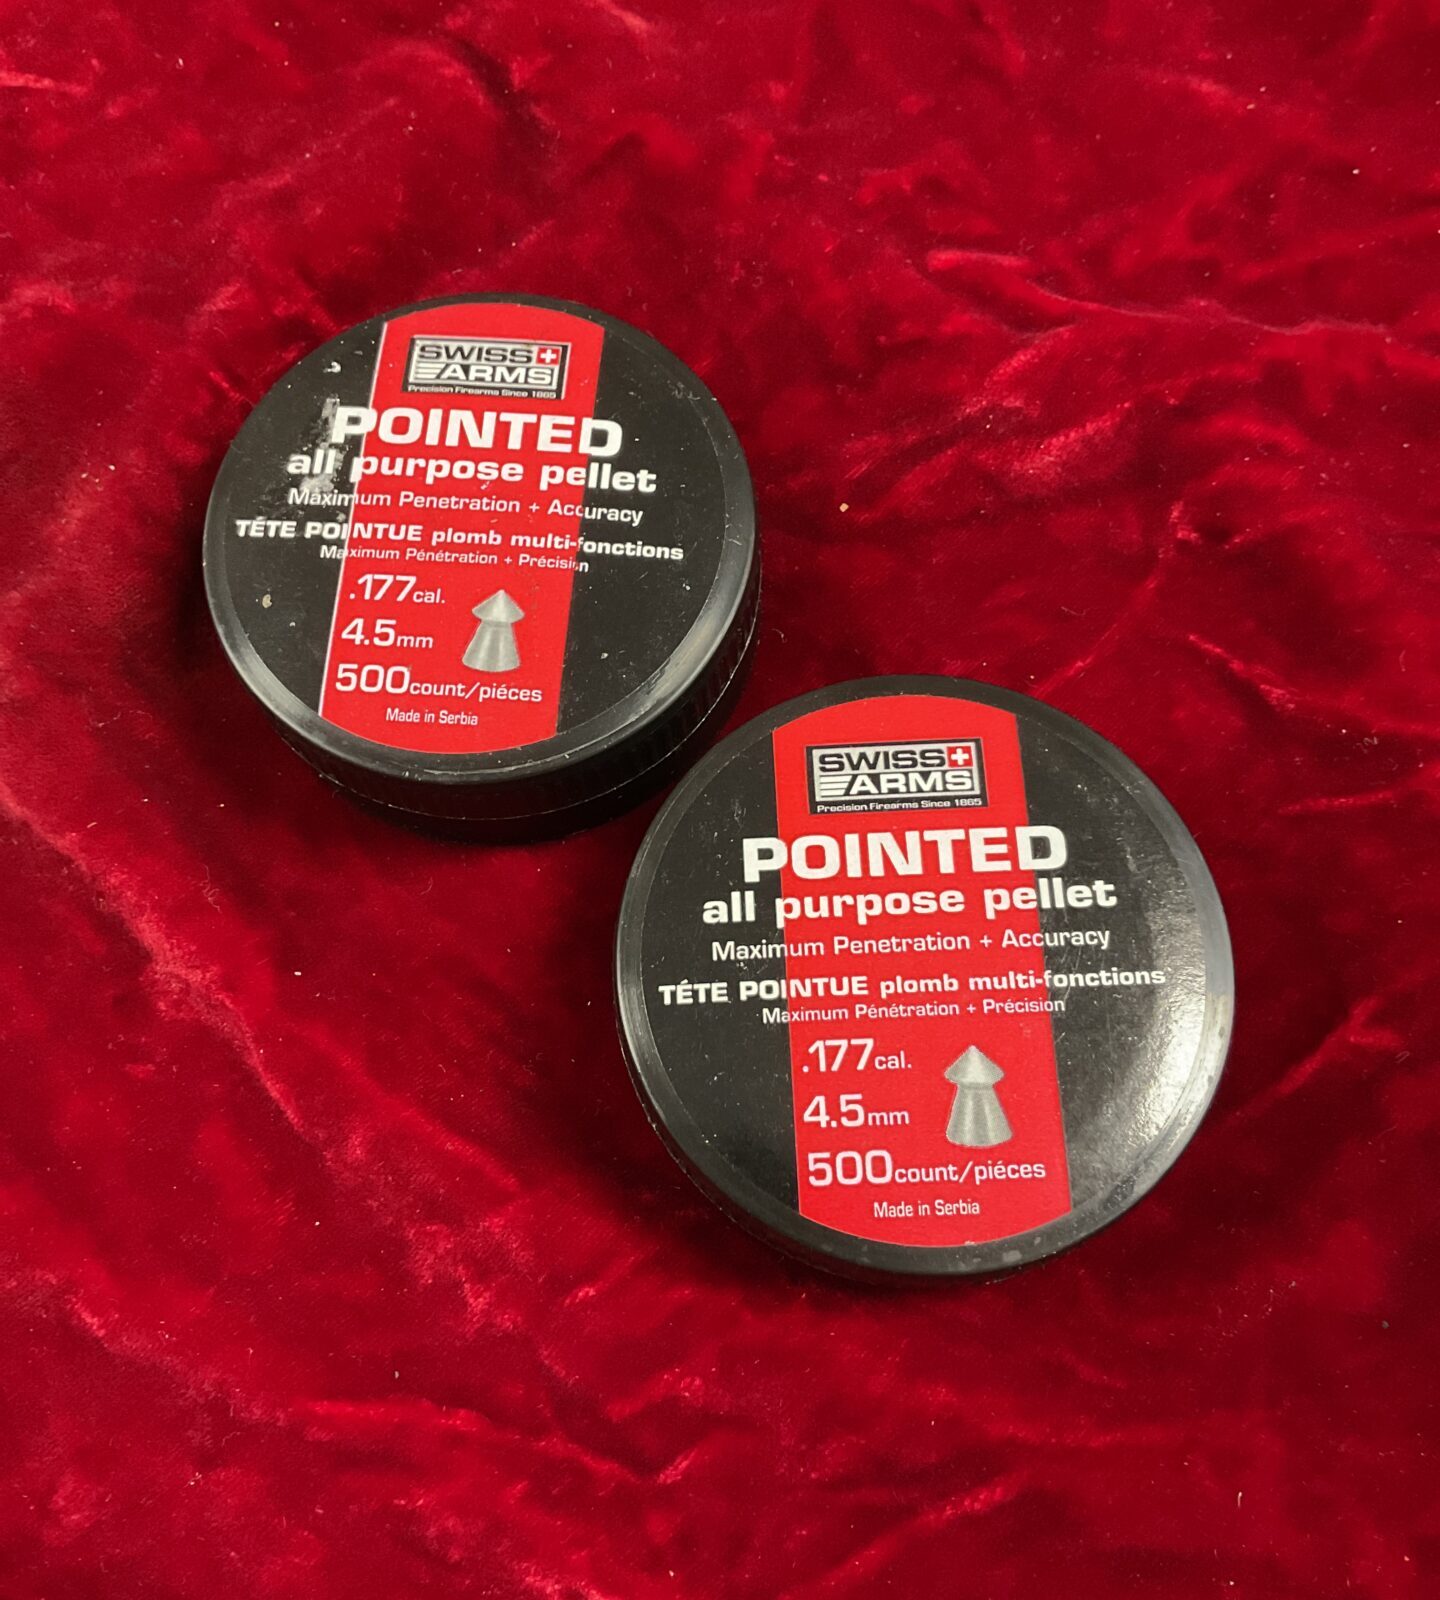 SWISS
ARMS
Precision Firearms Since 1865
POINTED
all purpose pellet
Maximum Penetration + Accuracy
TÉTE POINTUE plomb multi-fonctions
Maximum Pénétration + Précision
.177cal.
4.5mm
500count/piéces
Made in Serbia
SWISS
ARMS
Precision Firearms Since 1865
POINTED
all purpose pellet
Maximum Penetration + Accuracy
TÉTE POINTUE plomb multi-fonctions
Maximum Pénétration + Précision
.177cal.
4.5mm
500count/piéces
Made in Serbia